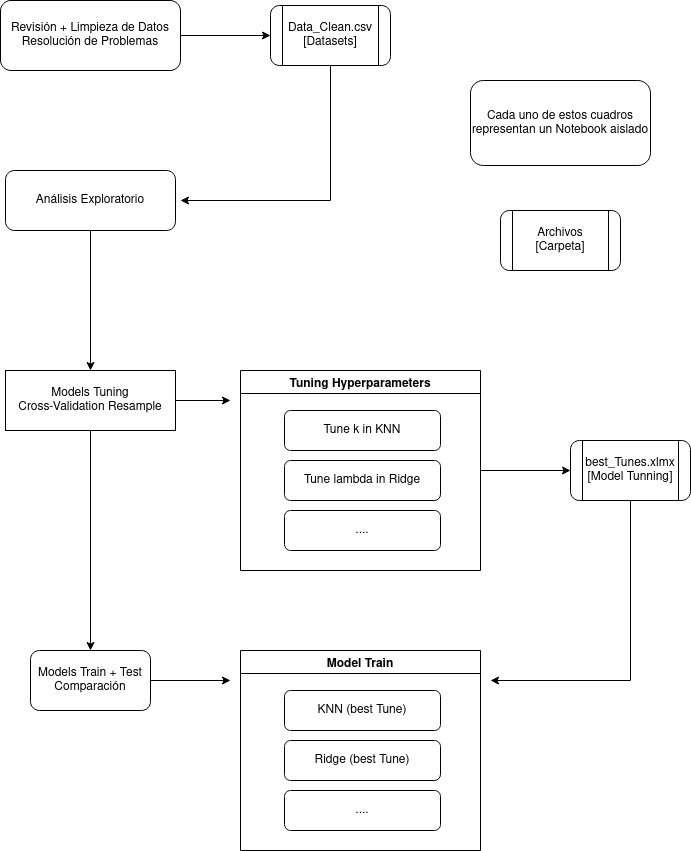 Revisión + Limpieza de Datos
Resolución de Problemas
Data_Clean.csv
[Datasets]
Cada uno de estos cuadros
representan un Notebook aislado
Análisis Exploratorio
Archivos
[Carpeta]
Models Tuning
Cross-Validation Resample
Tuning Hyperparameters
Tune k in KNN
Tune lambda in Ridge
....
best_Tunes.xlmx
[Model Tunning]
Models Train + Test
Comparación
Model Train
KNN (best Tune)
Ridge (best Tune)
....